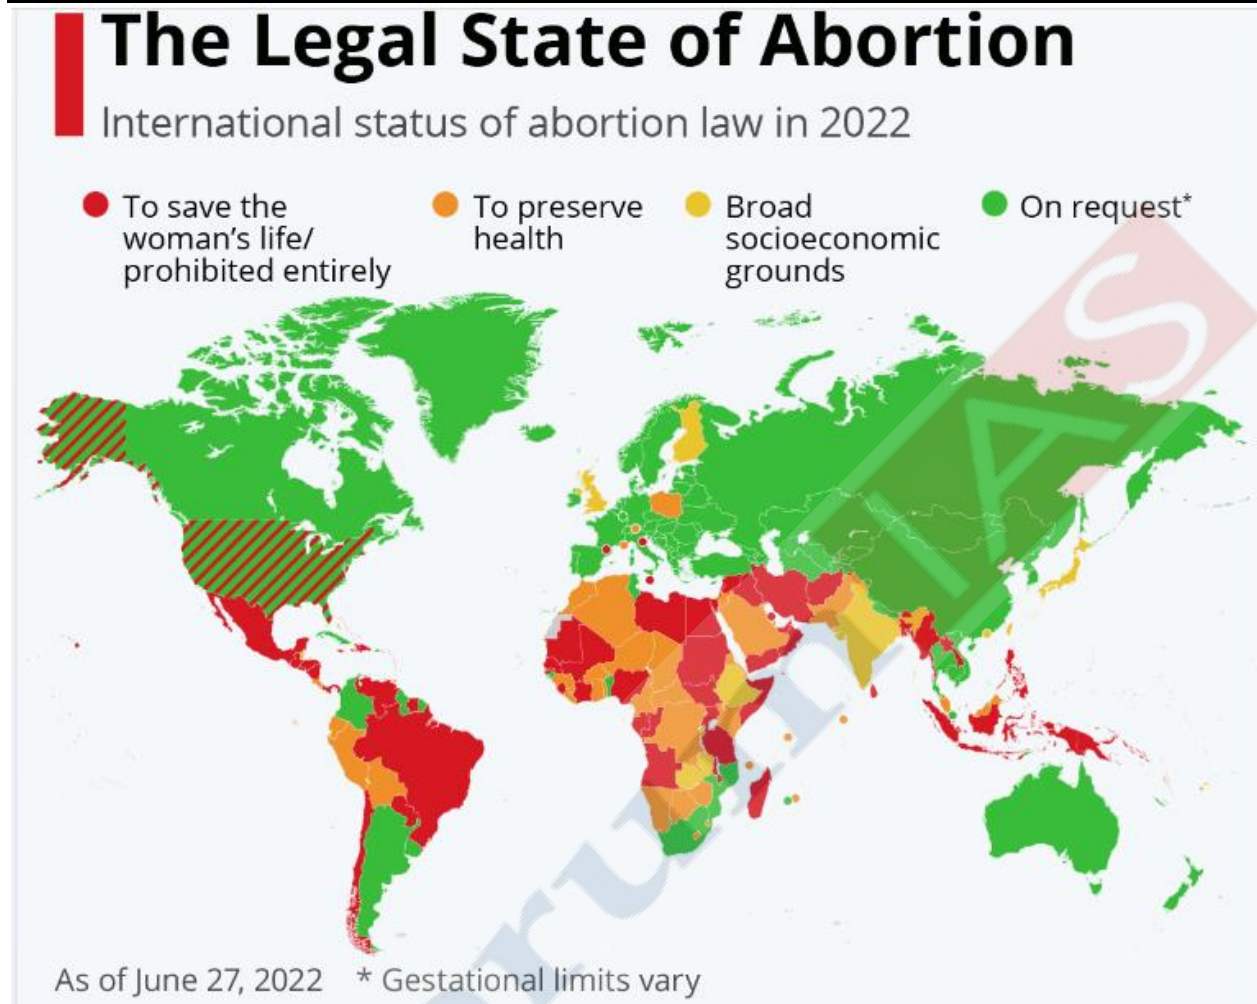 The Legal State of Abortion
International status of abortion law in 2022
To save the
woman's life/
prohibited entirely
To preserve
health
Broad
socioeconomic
grounds
On request*
As of June 27, 2022 * Gestational limits vary
IAS